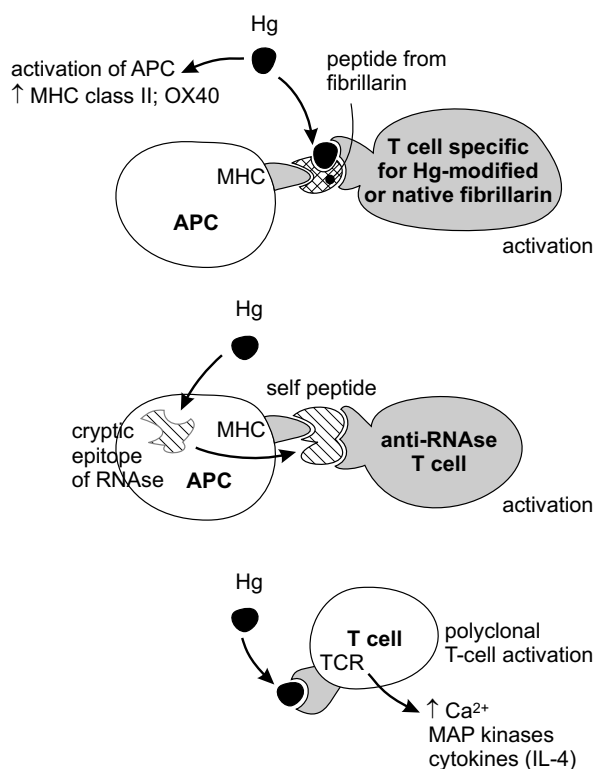 Hg
activation of APC
↑ MHC class II; OX40
peptide from
fibrillarin
MHC
APC
T cell specific
for Hg-modified
or native fibrillarin
activation
Hg
self peptide
cryptic
epitope
of RNAse
MHC
APC
anti-RNAse
T cell
activation
Hg
T cell
TCR
polyclonal
T-cell activation
↑ Ca²⁺
MAP kinases
cytokines (IL-4)